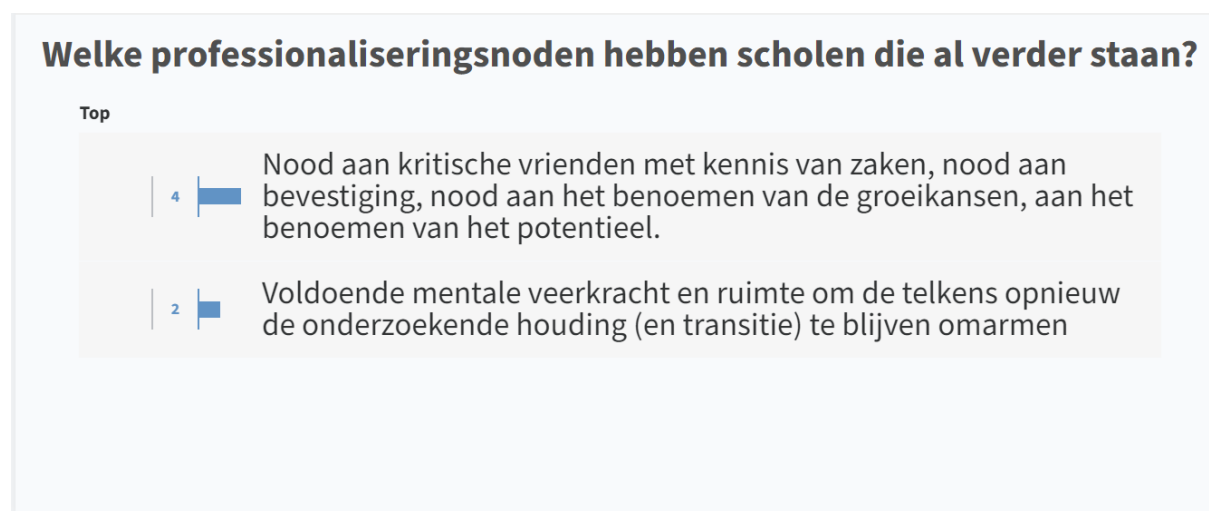 Welke professionaliseringsnoden hebben scholen die al verder staan?
Top
4
Nood aan kritische vrienden met kennis van zaken, nood aan
bevestiging, nood aan het benoemen van de groeikansen, aan het
benoemen van het potentieel.
2
Voldoende mentale veerkracht en ruimte om de telkens opnieuw
de onderzoekende houding (en transitie) te blijven omarmen